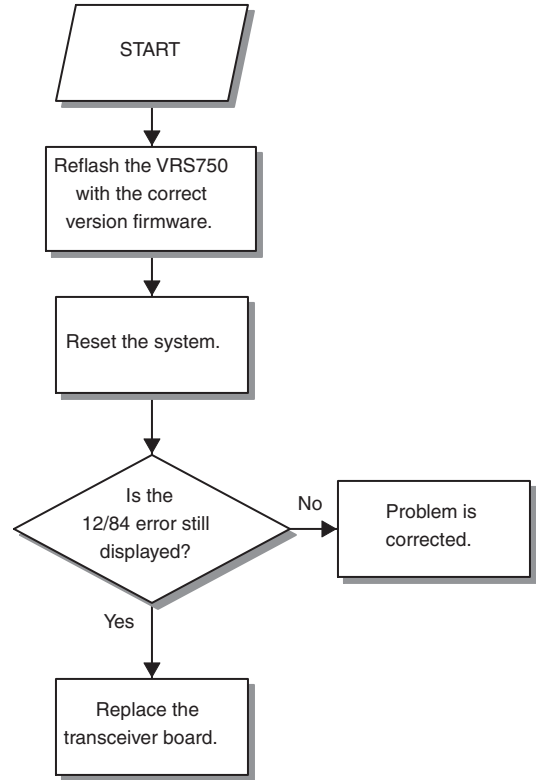 START
Reflash the VRS750
with the correct
version firmware.
Reset the system.
Is the
12/84 error still
displayed?
No
Problem is
corrected.
Yes
Replace the
transceiver board.